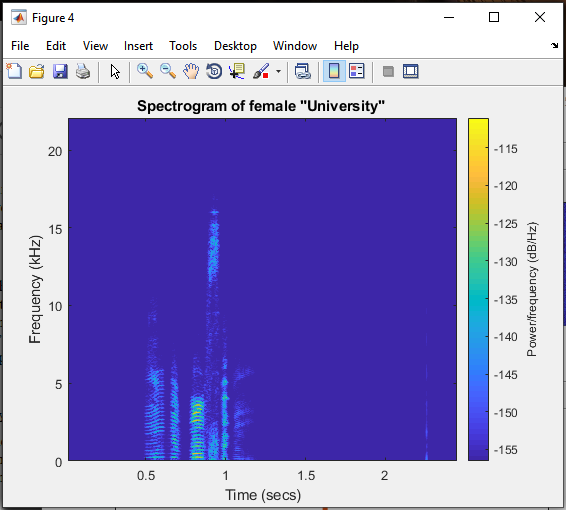 Figure 4
File Edit View Insert Tools Desktop Window Help
Spectrogram of female "University"
20
15
10
5
0
Frequency (kHz)
0.5 1 1.5 2
Time (secs)
-115
-120
-125
-130
-135
-140
-145
-150
-155
Power/frequency (dB/Hz)